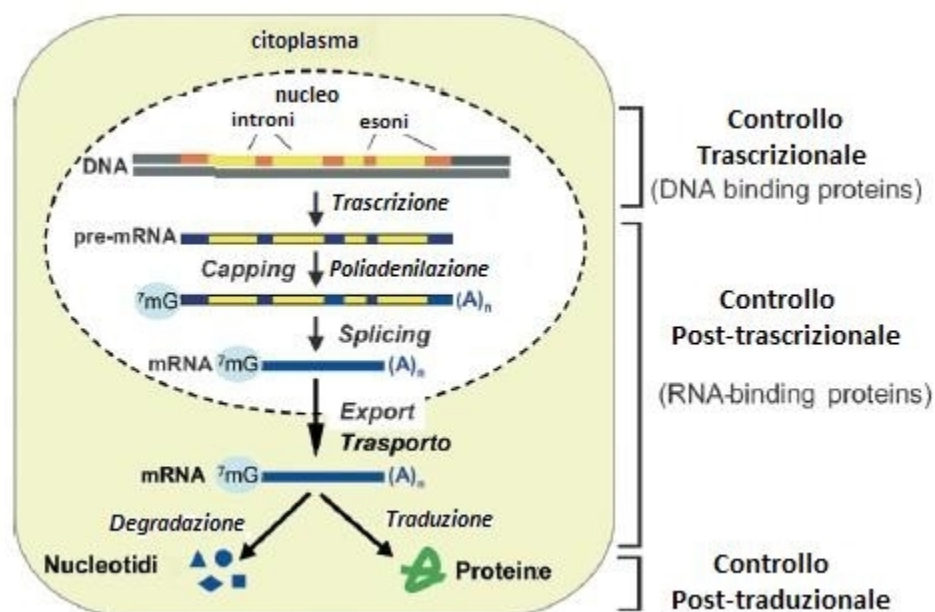 citoplasma
nucleo
introni
esoni
DNA
Trascrizione
pre-mRNA
Capping
Poliadenilazione
⁷mG
(A)ₙ
Splicing
mRNA ⁷mG
(A)ₙ
Export
Trasporto
mRNA ⁷mG
(A)ₙ
Degradazione
Traduzione
Nucleotidi
Proteine
Controllo
Trascrizionale
(DNA binding proteins)
Controllo
Post-trascrizionale
(RNA-binding proteins)
Controllo
Post-traduzionale